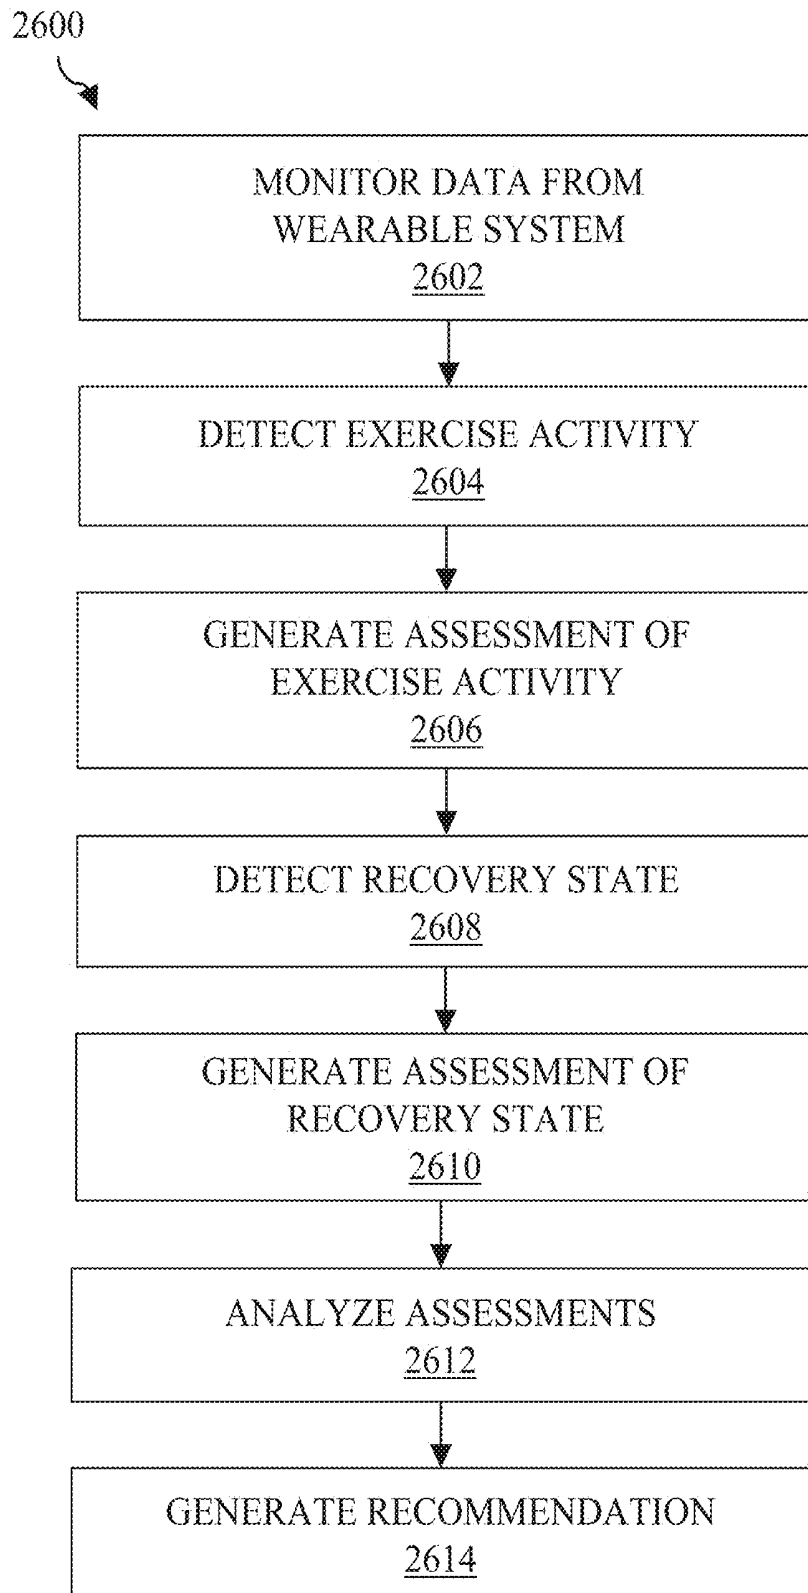 2600
MONITOR DATA FROM
WEARABLE SYSTEM
2602
DETECT EXERCISE ACTIVITY
2604
GENERATE ASSESSMENT OF
EXERCISE ACTIVITY
2606
DETECT RECOVERY STATE
2608
GENERATE ASSESSMENT OF
RECOVERY STATE
2610
ANALYZE ASSESSMENTS
2612
GENERATE RECOMMENDATION
2614